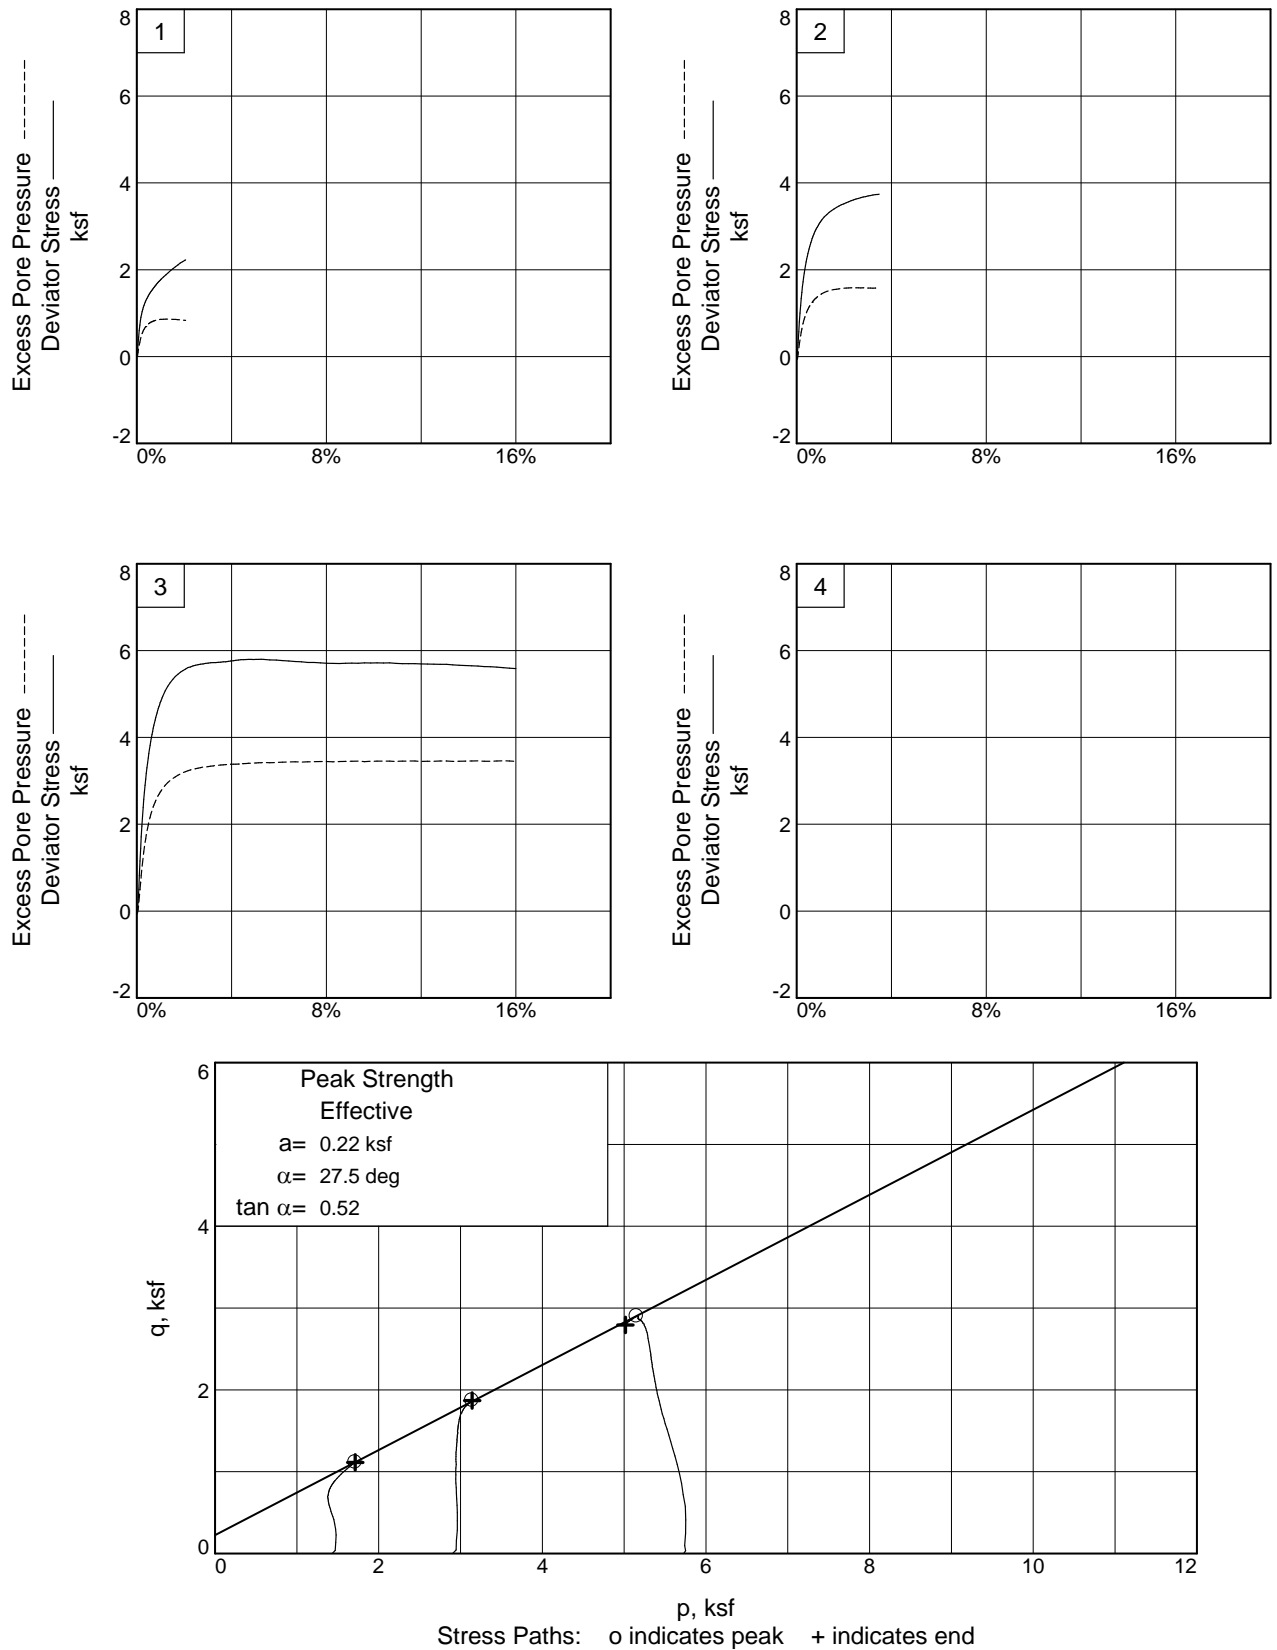 1
8
6
4
2
0
-2
0% 8% 16%
Excess Pore Pressure
Deviator Stress
ksf
2
8
6
4
2
0
-2
0% 8% 16%
Excess Pore Pressure
Deviator Stress
ksf
3
8
6
4
2
0
-2
0% 8% 16%
Excess Pore Pressure
Deviator Stress
ksf
4
8
6
4
2
0
-2
0% 8% 16%
Excess Pore Pressure
Deviator Stress
ksf
Peak Strength
Effective
a= 0.22 ksf
α= 27.5 deg
tan α= 0.52
6
4
2
0
q, ksf
0 2 4 6 8 10 12
p, ksf
Stress Paths: o indicates peak + indicates end